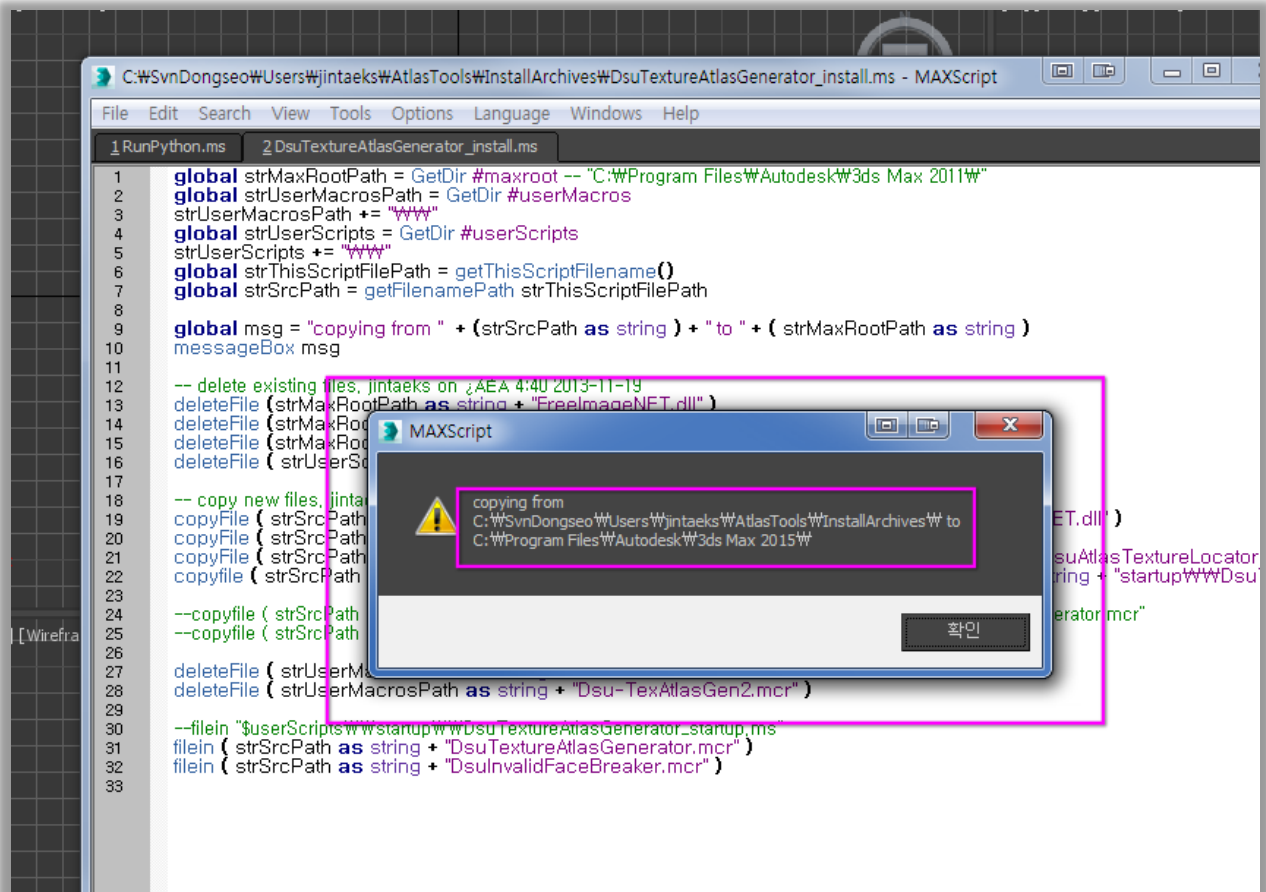 C:₩SvnDongseo₩Users₩jintaeks₩AtlasTools₩InstallArchives₩DsuTextureAtlasGenerator_install.ms - MAXScript
File Edit Search View Tools Options Language Windows Help
1 RunPython.ms 2 DsuTextureAtlasGenerator_install.ms
1 global strMaxRootPath = GetDir #maxroot -- "C:₩Program Files₩Autodesk₩3ds Max 2011₩"
2 global strUserMacrosPath = GetDir #userMacros
3 strUserMacrosPath += "₩₩"
4 global strUserScripts = GetDir #userScripts
5 strUserScripts += "₩₩"
6 global strThisScriptFilePath = getThisScriptFilename()
7 global strSrcPath = getFilenamePath strThisScriptFilePath
8
9 global msg = "copying from " + (strSrcPath as string ) + " to " + ( strMaxRootPath as string )
10 messageBox msg
11
12 -- delete existing files, jintaeks on ¿ÀÈÄ 4:40 2013-11-19
13 deleteFile (strMaxRootPath as string + "FreeImageNET.dll" )
14 deleteFile (strMaxRoo
15 deleteFile (strMaxRoo
16 deleteFile ( strUserSc
17
18 -- copy new files, jinta
19 copyFile ( strSrcPath ET.dll" )
20 copyFile ( strSrcPath
21 copyFile ( strSrcPath suAtlasTextureLocator
22 copyfile ( strSrcPath ring + "startup₩₩Dsu
23
24 --copyfile ( strSrcPath erator.mcr"
25 --copyfile ( strSrcPath
26
27 deleteFile ( strUserM
28 deleteFile ( strUserMacrosPath as string + "Dsu-TexAtlasGen2.mcr" )
29
30 --filein "$userScripts₩₩startup₩₩DsuTextureAtlasGenerator_startup.ms"
31 filein ( strSrcPath as string + "DsuTextureAtlasGenerator.mcr" )
32 filein ( strSrcPath as string + "DsuInvalidFaceBreaker.mcr" )
33
MAXScript
copying from
C:₩SvnDongseo₩Users₩jintaeks₩AtlasTools₩InstallArchives₩ to
C:₩Program Files₩Autodesk₩3ds Max 2015₩
확인
[Wirefra